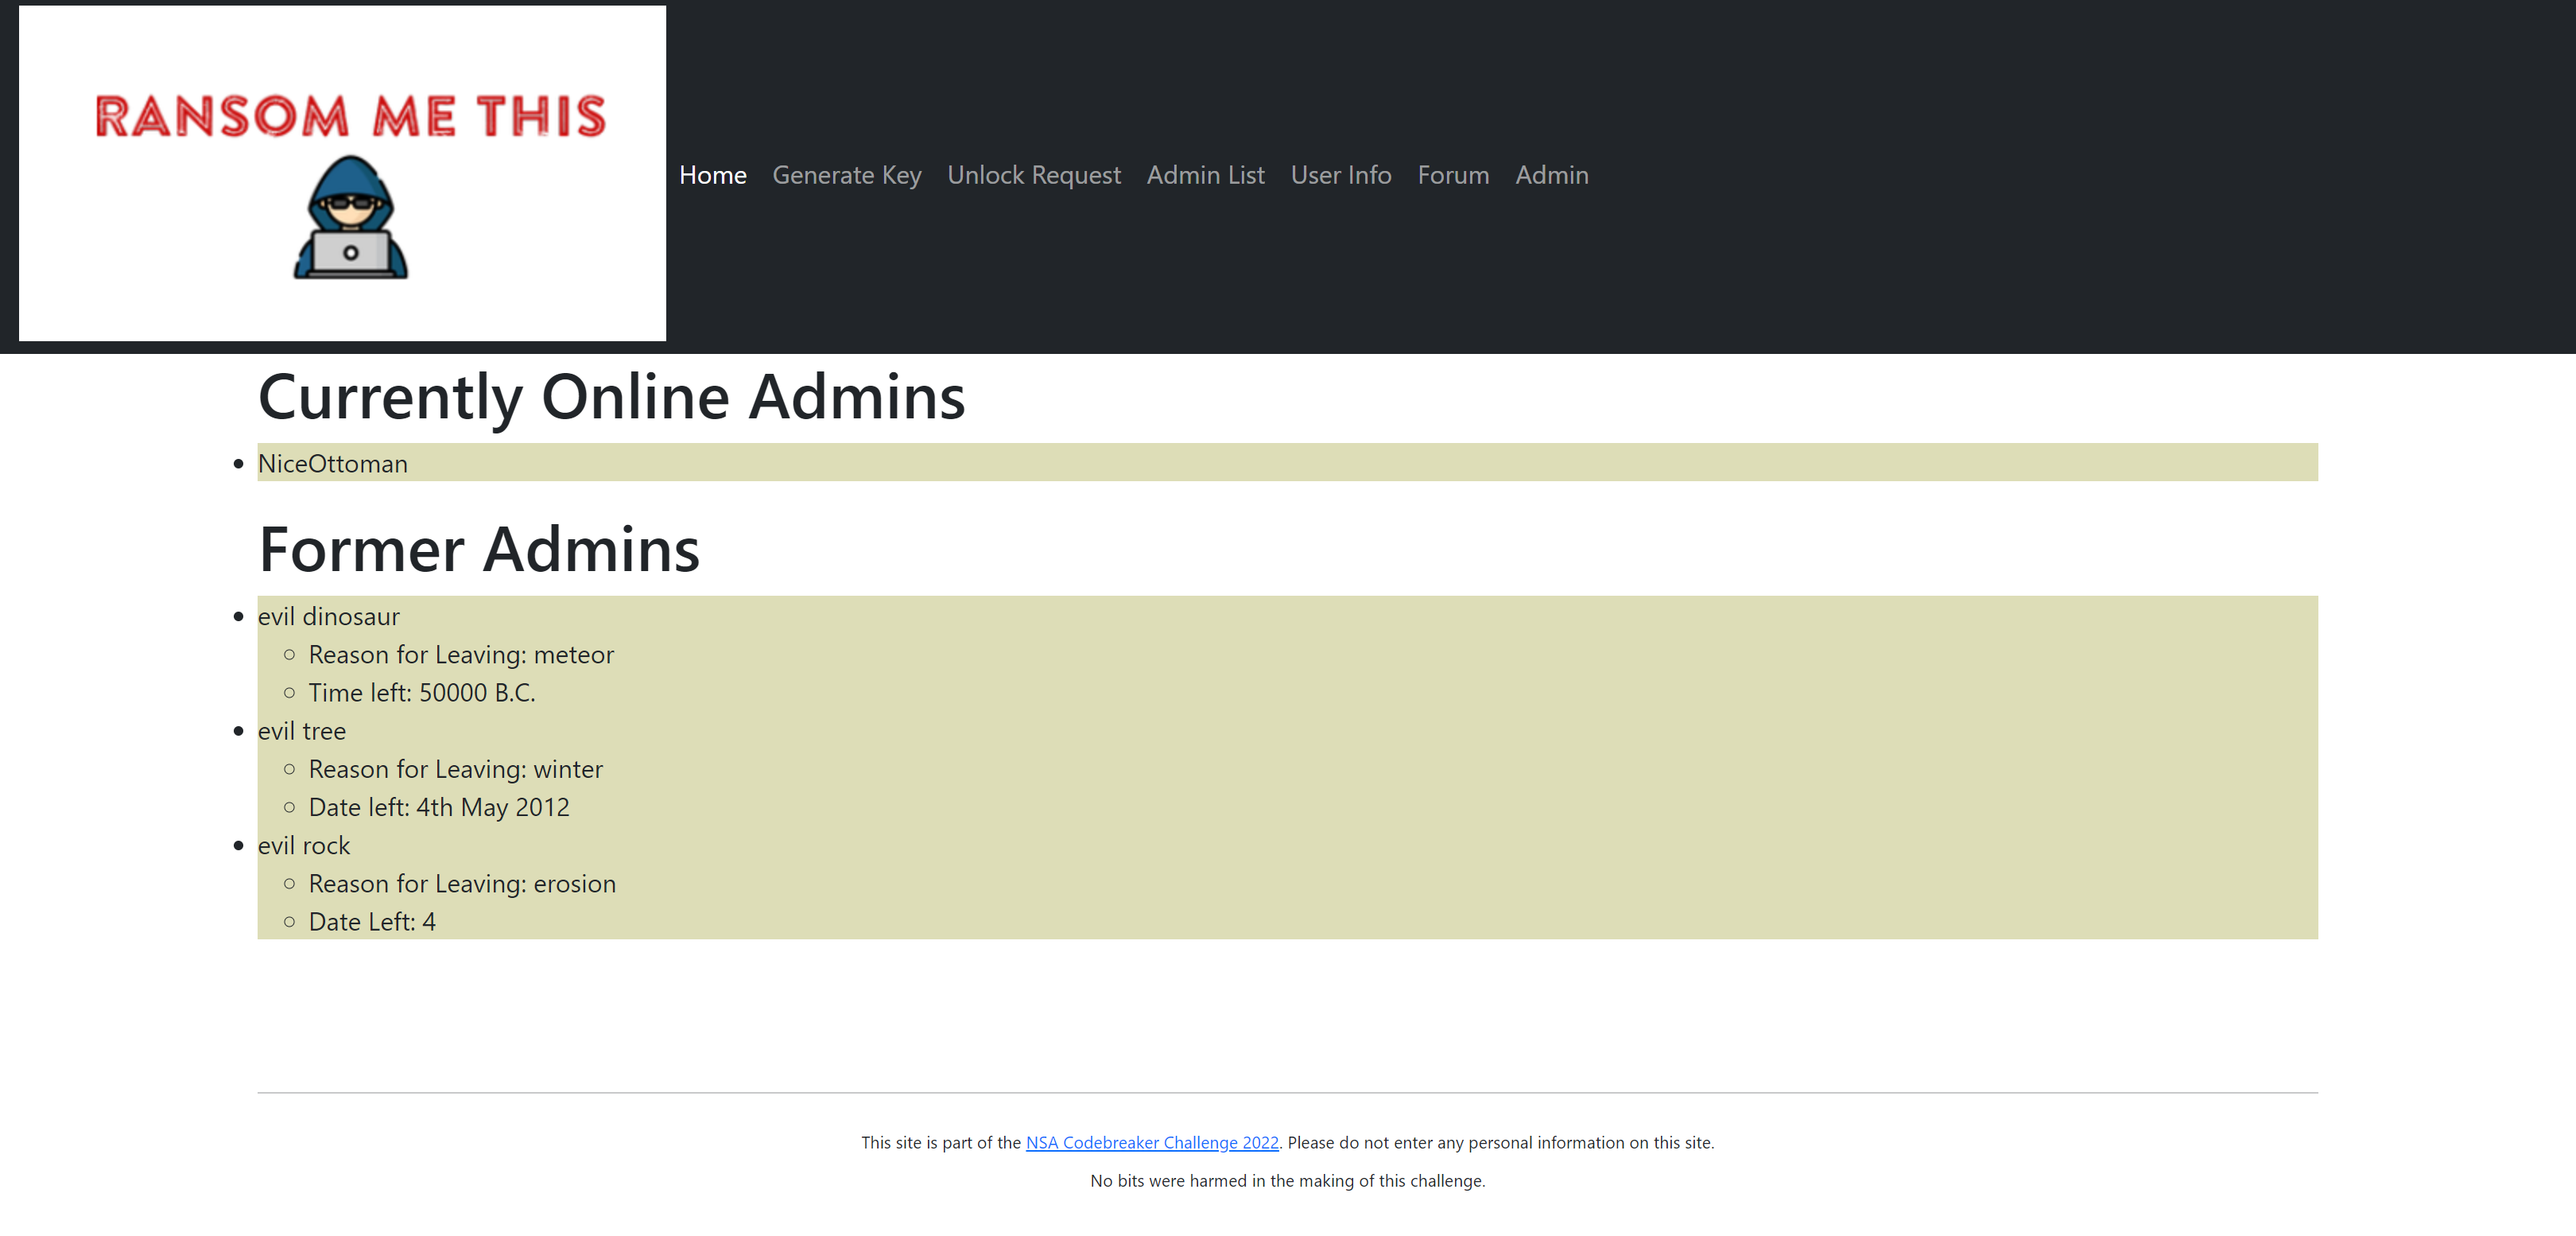 RANSOM ME THIS
Home Generate Key Unlock Request Admin List User Info Forum Admin
Currently Online Admins
NiceOttoman
Former Admins
evil dinosaur
Reason for Leaving: meteor
Time left: 50000 B.C.
evil tree
Reason for Leaving: winter
Date left: 4th May 2012
evil rock
Reason for Leaving: erosion
Date Left: 4
This site is part of the NSA Codebreaker Challenge 2022. Please do not enter any personal information on this site.
No bits were harmed in the making of this challenge.